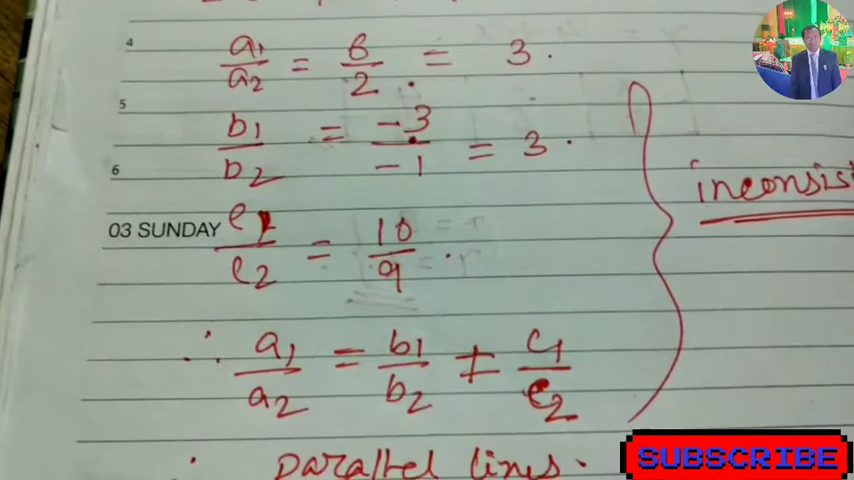 4
a1/a2 = 6/2 = 3.
5
b1/b2 = -3/-1 = 3.
6
inconsis
03 SUNDAY
c1/c2 = 10/9.
∴ a1/a2 = b1/b2 ≠ c1/c2
∴ parallel lines.
SUBSCRIBE